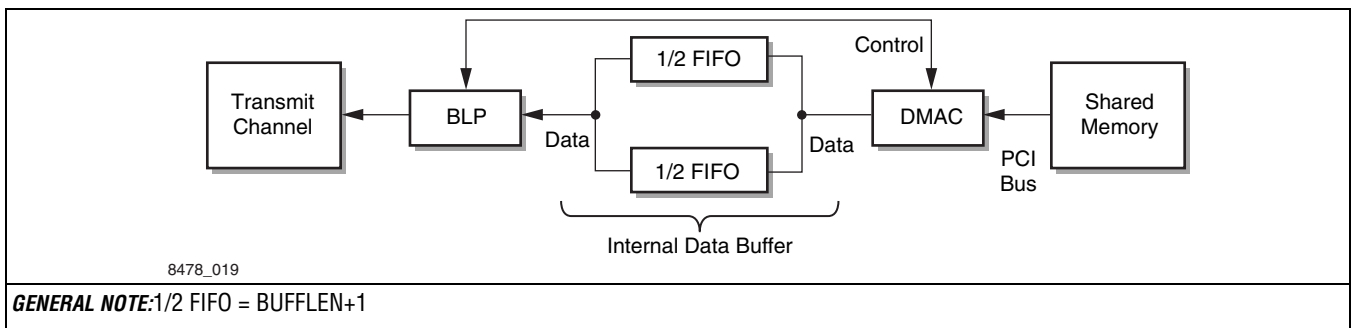 Control
1/2 FIFO
Transmit
Channel
BLP
Data
Data
DMAC
Shared
Memory
PCI
Bus
1/2 FIFO
Internal Data Buffer
8478_019
GENERAL NOTE:1/2 FIFO = BUFFLEN+1